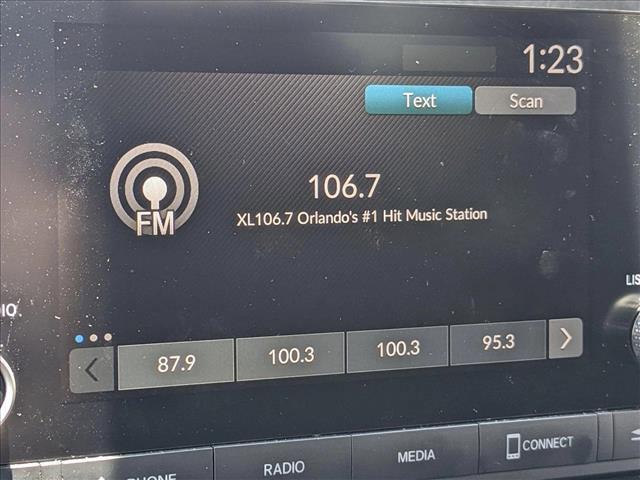 1:23
Text Scan
106.7
FM
XL106.7 Orlando's #1 Hit Music Station
87.9 100.3 100.3 95.3
PHONE RADIO MEDIA CONNECT